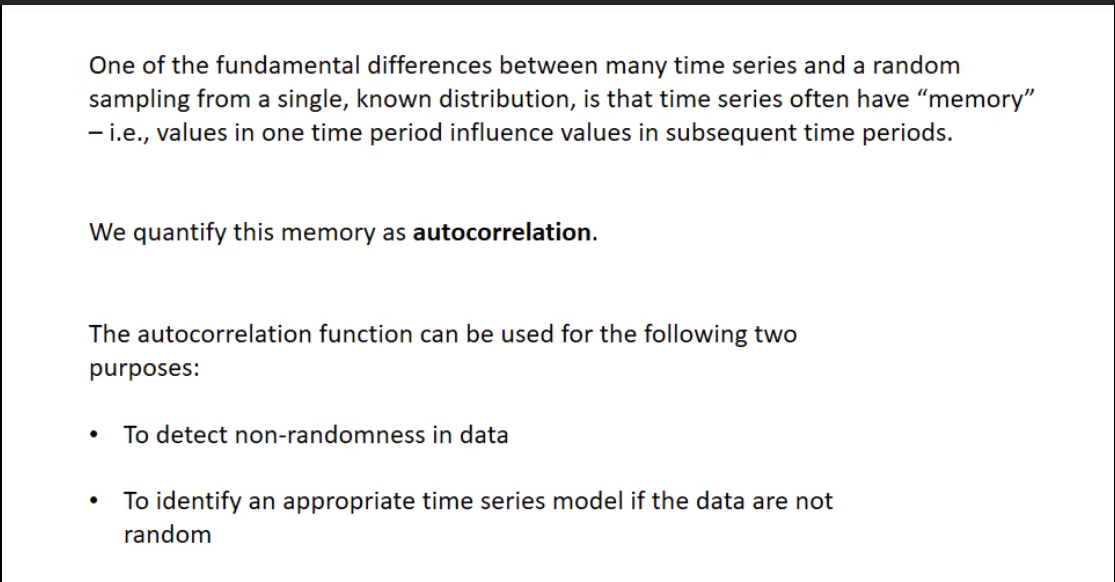 One of the fundamental differences between many time series and a random
sampling from a single, known distribution, is that time series often have “memory”
– i.e., values in one time period influence values in subsequent time periods.
We quantify this memory as autocorrelation.
The autocorrelation function can be used for the following two
purposes:
• To detect non-randomness in data
• To identify an appropriate time series model if the data are not
random